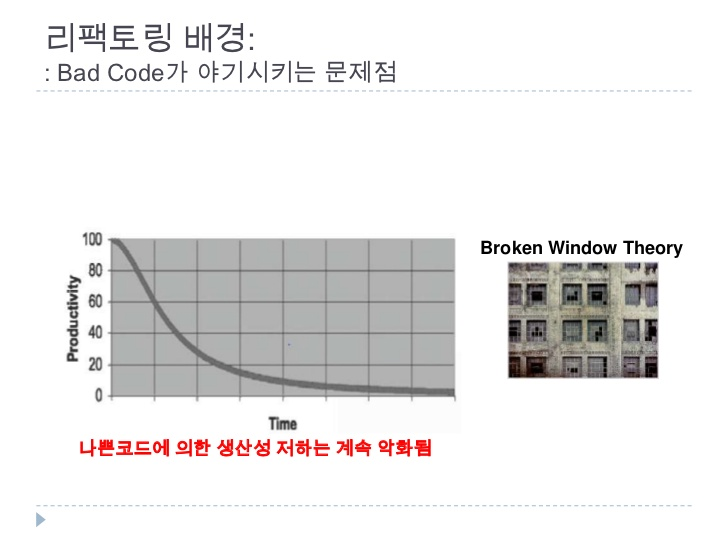 리팩토링 배경:
: Bad Code가 야기시키는 문제점
100
80
60
40
20
0
Productivity
Time
나쁜코드에 의한 생산성 저하는 계속 악화됨
Broken Window Theory